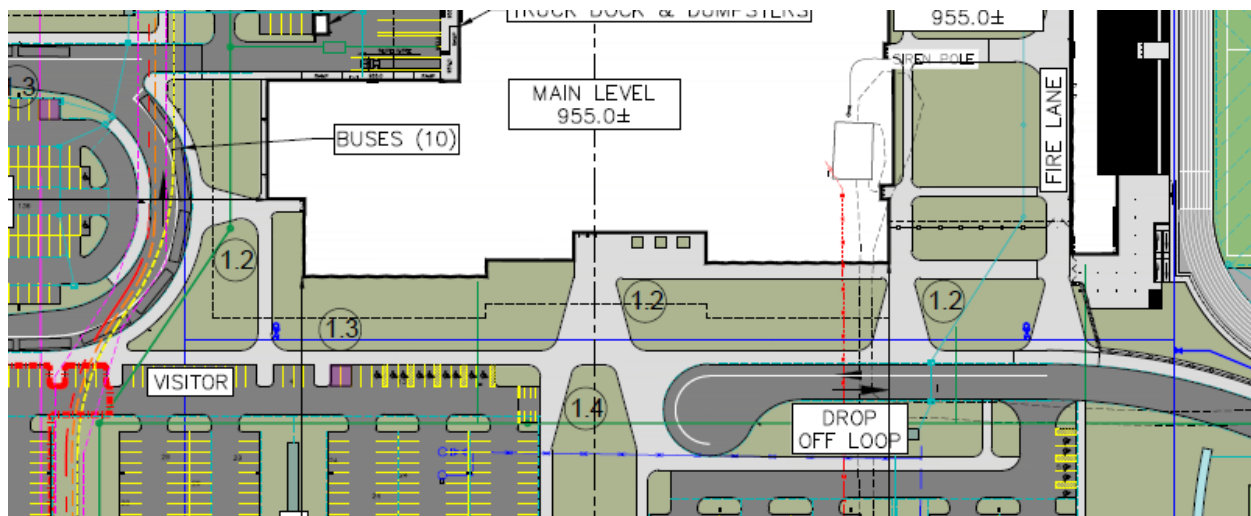 TRUCK DOCK & DUMPSTERS
955.0±
SIREN POLE
MAIN LEVEL
955.0±
1.3
BUSES (10)
FIRE LANE
1.2
1.2
1.2
1.3
VISITOR
1.4
DROP
OFF LOOP